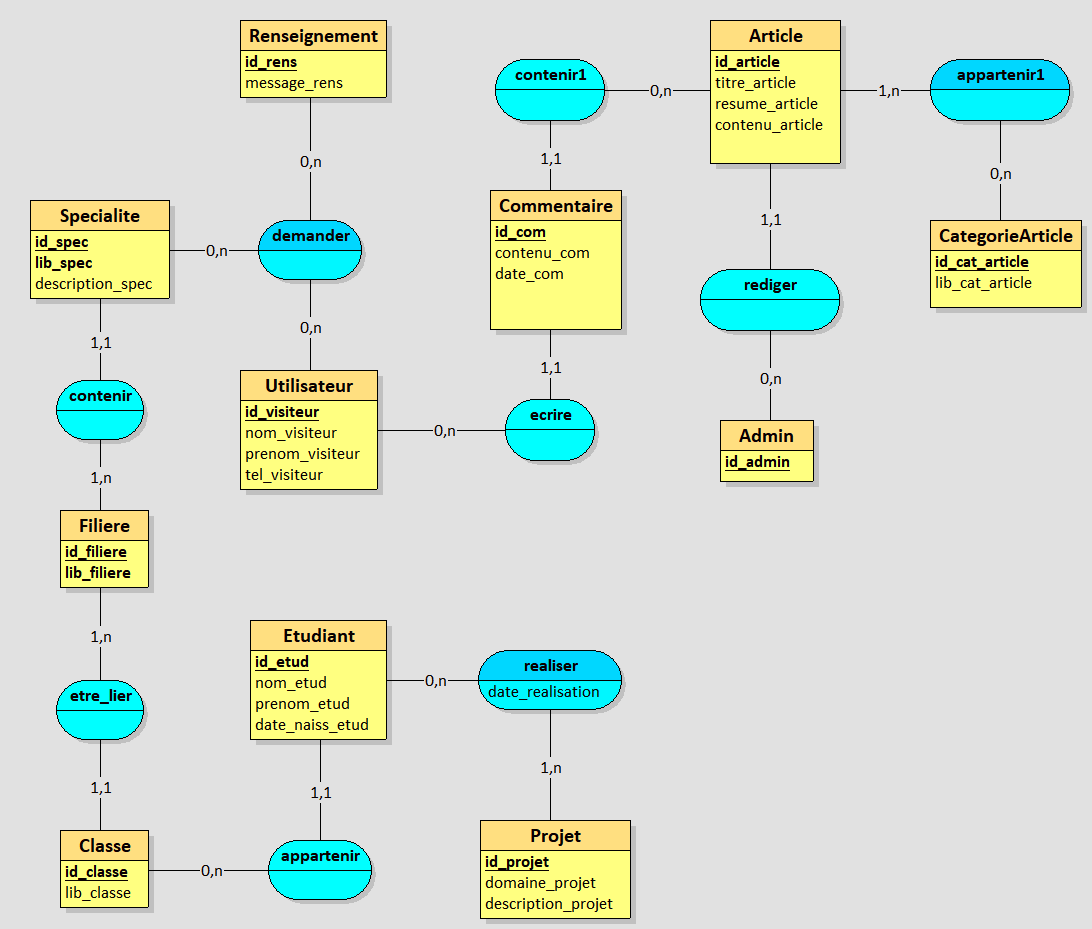 Renseignement
id_rens
message_rens
contenir1
0,n
Article
id_article
titre_article
resume_article
contenu_article
1,n
appartenir1
0,n
1,1
0,n
Specialite
id_spec
lib_spec
description_spec
0,n
demander
Commentaire
id_com
contenu_com
date_com
1,1
CategorieArticle
id_cat_article
lib_cat_article
rediger
1,1
0,n
1,1
0,n
contenir
Utilisateur
id_visiteur
nom_visiteur
prenom_visiteur
tel_visiteur
0,n
ecrire
Admin
id_admin
1,n
Filiere
id_filiere
lib_filiere
1,n
Etudiant
id_etud
nom_etud
prenom_etud
date_naiss_etud
0,n
realiser
date_realisation
etre_lier
1,1
1,1
1,n
Classe
id_classe
lib_classe
0,n
appartenir
Projet
id_projet
domaine_projet
description_projet